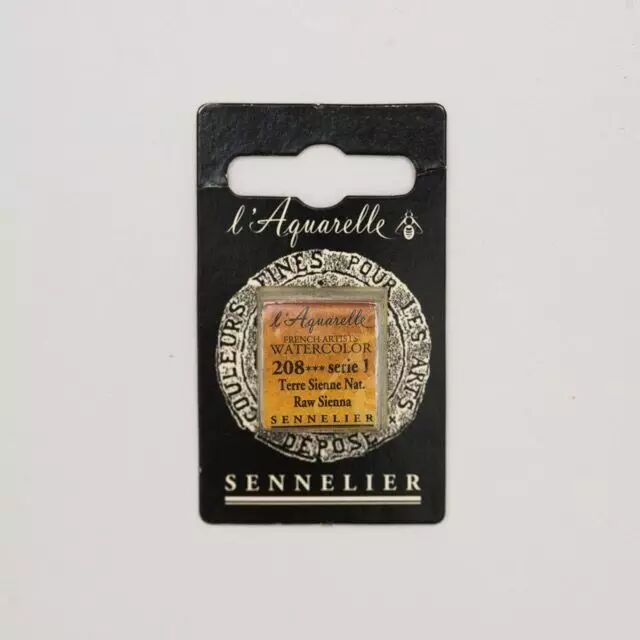 l'Aquarelle
COULEURS FINES POUR LES ARTS
DÉPOSÉ
l'Aquarelle
FRENCH ARTISTS'
WATERCOLOR
208*** serie 1
Terre Sienne Nat.
Raw Sienna
SENNELIER
SENNELIER